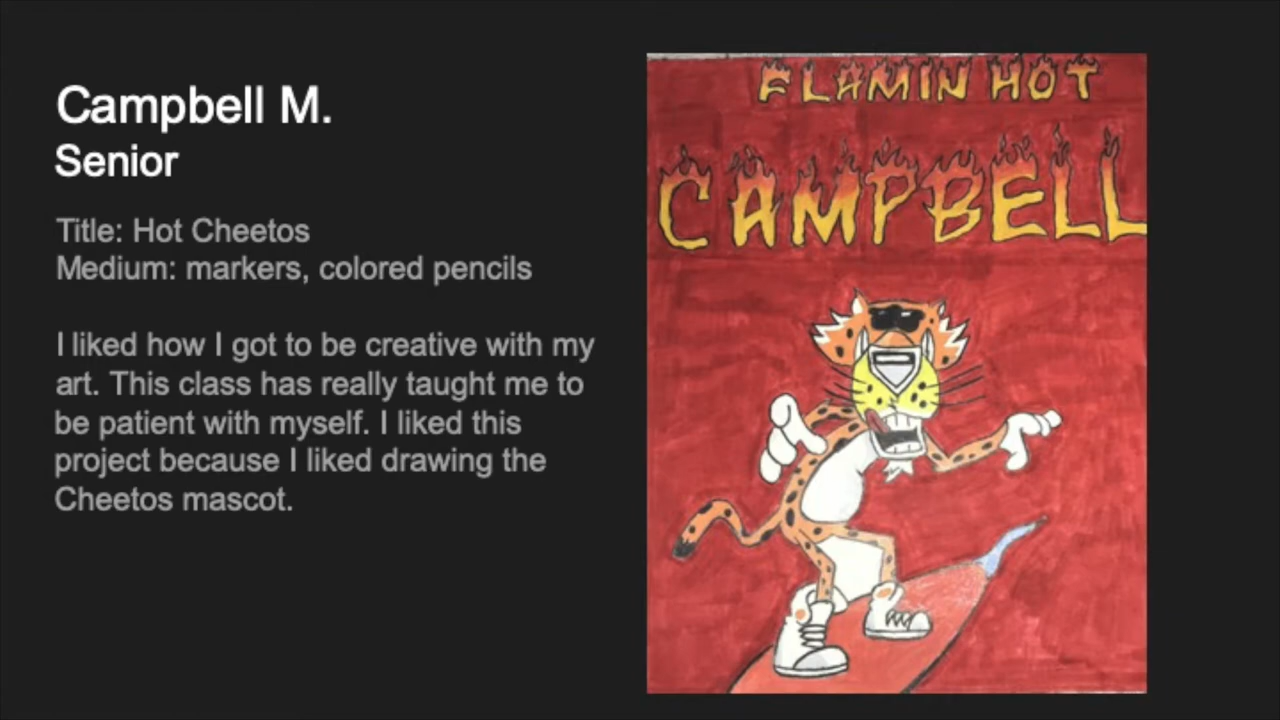 Campbell M.
Senior
Title: Hot Cheetos
Medium: markers, colored pencils
I liked how I got to be creative with my
art. This class has really taught me to
be patient with myself. I liked this
project because I liked drawing the
Cheetos mascot.
FLAMIN HOT
CAMPBELL